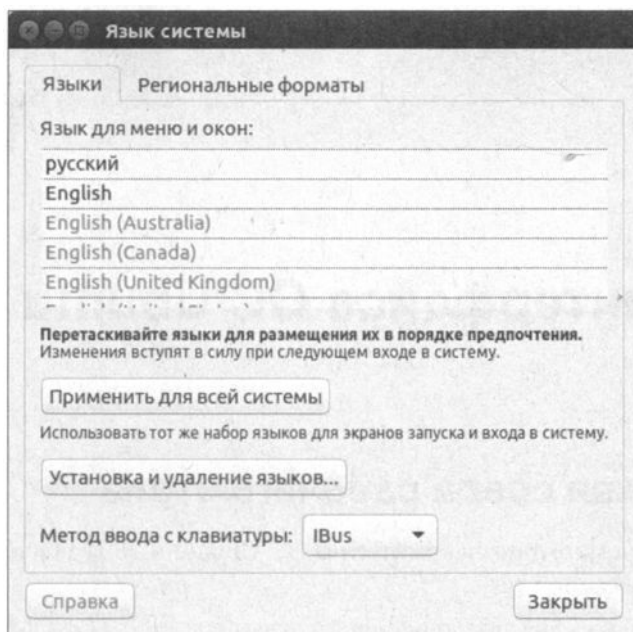 Язык системы
Языки
Региональные форматы
Язык для меню и окон:
русский
English
English (Australia)
English (Canada)
English (United Kingdom)
Перетаскивайте языки для размещения их в порядке предпочтения.
Изменения вступят в силу при следующем входе в систему.
Применить для всей системы
Использовать тот же набор языков для экранов запуска и входа в систему.
Установка и удаление языков...
Метод ввода с клавиатуры: IBus
Справка
Закрыть